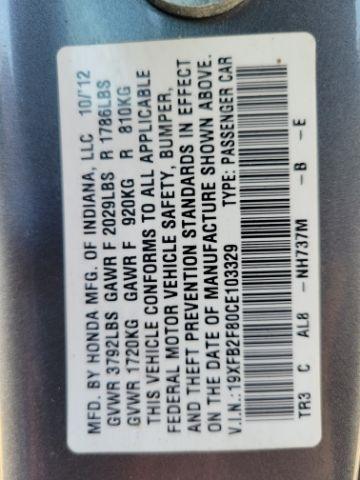 MFD. BY HONDA MFG. OF INDIANA, LLC 10/12
GVWR 3792LBS GAWR F 2029LBS R 1786LBS
GVWR 1720KG GAWR F 920KG R 810KG
THIS VEHICLE CONFORMS TO ALL APPLICABLE
FEDERAL MOTOR VEHICLE SAFETY, BUMPER,
AND THEFT PREVENTION STANDARDS IN EFFECT
ON THE DATE OF MANUFACTURE SHOWN ABOVE.
V.I.N.:19XFB2F80CE103329 TYPE: PASSENGER CAR
TR3 C AL8 -NH737M -B -E